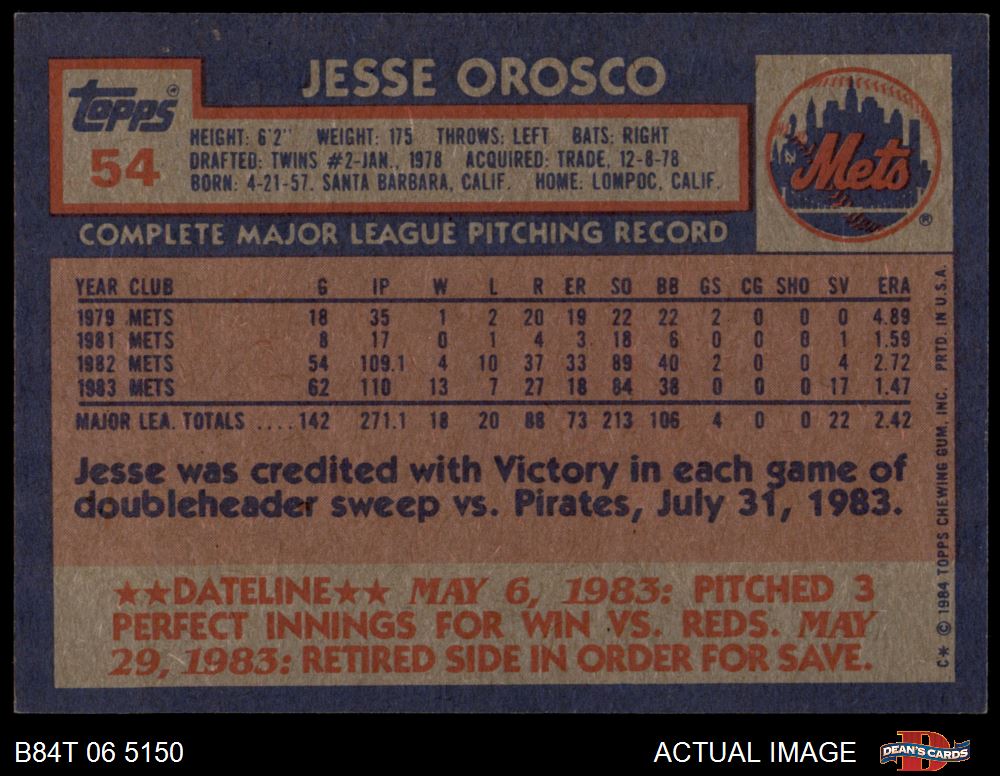 JESSE OROSCO
Topps
54
HEIGHT: 6'2" WEIGHT: 175 THROWS: LEFT BATS: RIGHT
DRAFTED: TWINS #2-JAN., 1978 ACQUIRED: TRADE, 12-8-78
BORN: 4-21-57. SANTA BARBARA, CALIF. HOME: LOMPOC, CALIF.
Mets
®
COMPLETE MAJOR LEAGUE PITCHING RECORD
YEAR CLUB G IP W L R ER SO BB GS CG SHO SV ERA
1979 METS 18 35 1 2 20 19 22 22 2 0 0 0 4.89
1981 METS 8 17 0 1 4 3 18 6 0 0 0 1 1.59
1982 METS 54 109.1 4 10 37 33 89 40 2 0 0 4 2.72
1983 METS 62 110 13 7 27 18 84 38 0 0 0 17 1.47
MAJOR LEA. TOTALS ....142 271.1 18 20 88 73 213 106 4 0 0 22 2.42
Jesse was credited with Victory in each game of
doubleheader sweep vs. Pirates, July 31, 1983.
★★DATELINE★★ MAY 6, 1983: PITCHED 3
PERFECT INNINGS FOR WIN VS. REDS. MAY
29, 1983: RETIRED SIDE IN ORDER FOR SAVE.
C* © 1984 TOPPS CHEWING GUM, INC. PRTD. IN U.S.A.
B84T 06 5150
ACTUAL IMAGE
DEAN'S CARDS